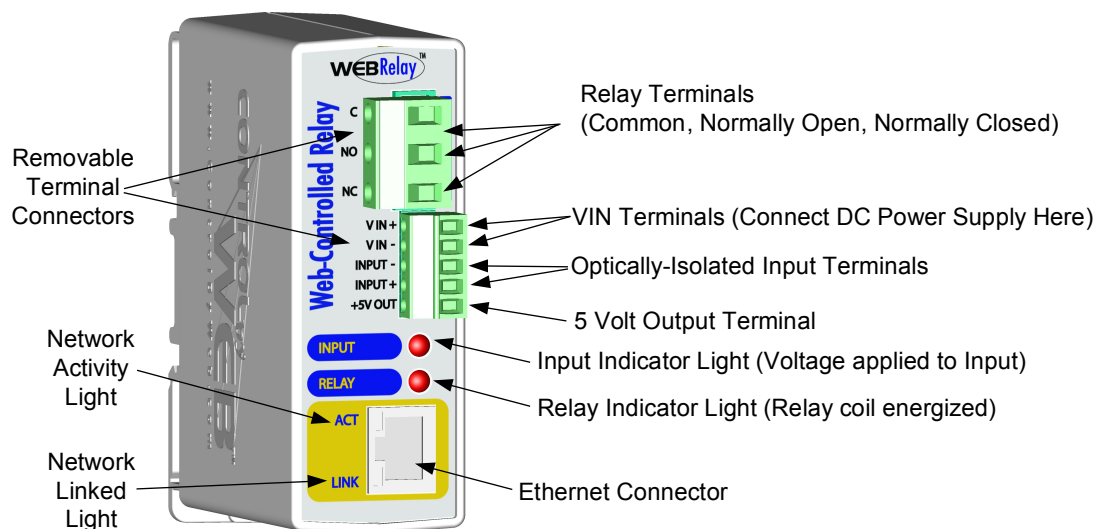 WEBRelay™
Web-Controlled Relay
C
NO
NC
VIN +
VIN -
INPUT -
INPUT +
+5V OUT
INPUT
RELAY
ACT
LINK
CONTROL
BY
WEB
Removable
Terminal
Connectors
Network
Activity
Light
Network
Linked
Light
Relay Terminals
(Common, Normally Open, Normally Closed)
VIN Terminals (Connect DC Power Supply Here)
Optically-Isolated Input Terminals
5 Volt Output Terminal
Input Indicator Light (Voltage applied to Input)
Relay Indicator Light (Relay coil energized)
Ethernet Connector